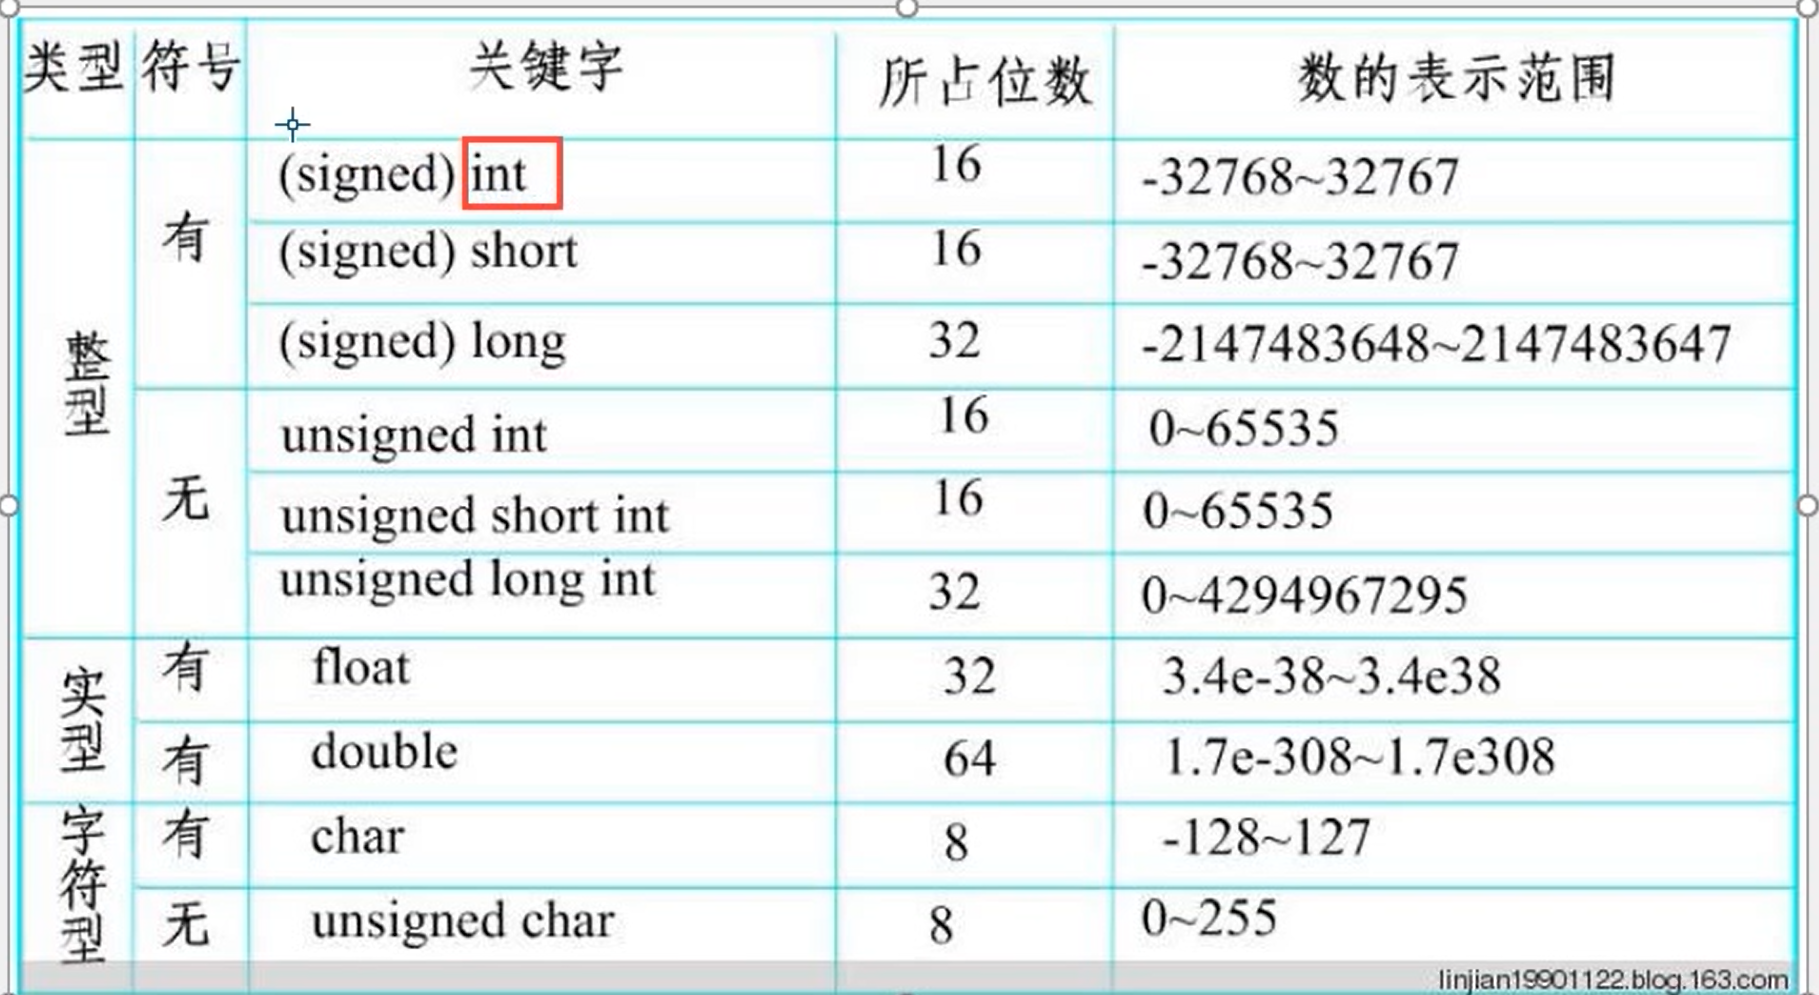 类型 符号 关键字 所占位数 数的表示范围
整型 有 (signed) int 16 -32768~32767
(signed) short 16 -32768~32767
(signed) long 32 -2147483648~2147483647
无 unsigned int 16 0~65535
unsigned short int 16 0~65535
unsigned long int 32 0~4294967295
实型 有 float 32 3.4e-38~3.4e38
有 double 64 1.7e-308~1.7e308
字符型 有 char 8 -128~127
无 unsigned char 8 0~255
linjian19901122.blog.163.com